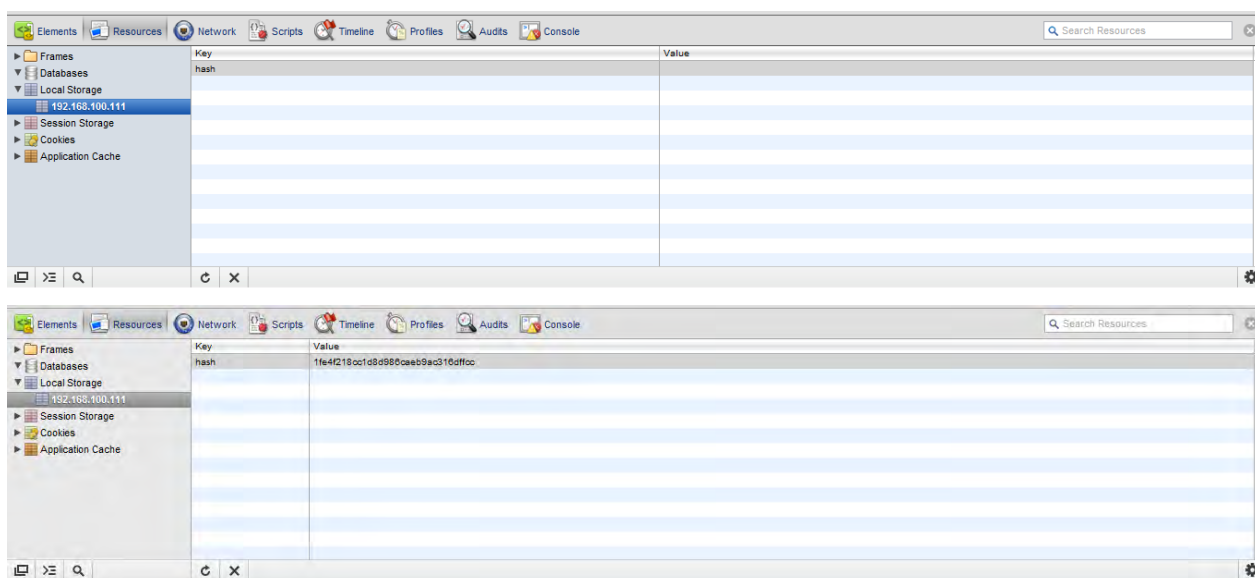 Elements Resources Network Scripts Timeline Profiles Audits Console Search Resources
Key Value
Frames
hash
Databases
Local Storage
192.168.100.111
Session Storage
Cookies
Application Cache
Elements Resources Network Scripts Timeline Profiles Audits Console Search Resources
Key Value
Frames
hash 1fe4f218cc1d8d986caeb9ac316dffcc
Databases
Local Storage
192.168.100.111
Session Storage
Cookies
Application Cache